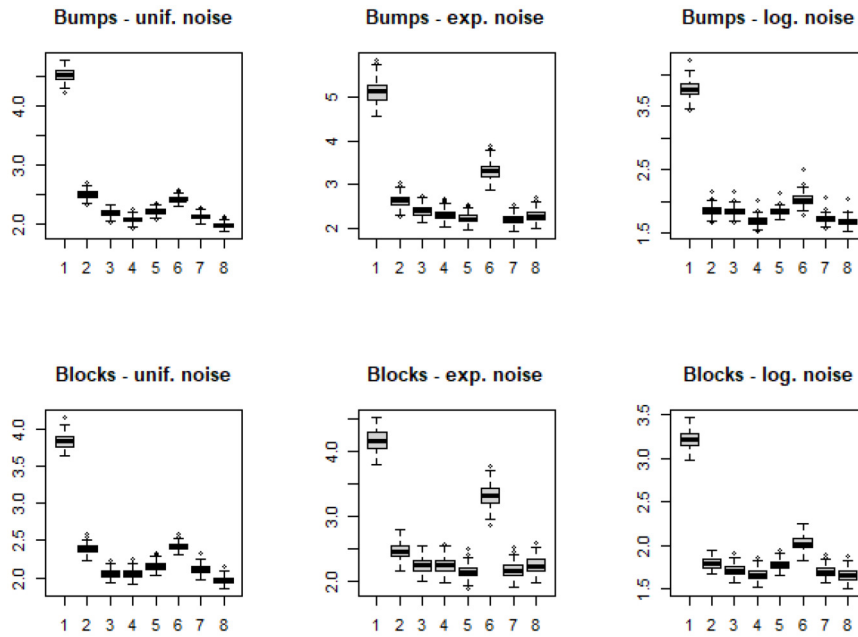 Bumps - unif. noise
Bumps - exp. noise
Bumps - log. noise
4.0
3.0
2.0
1 2 3 4 5 6 7 8
5
4
3
2
1 2 3 4 5 6 7 8
3.5
2.5
1.5
1 2 3 4 5 6 7 8
Blocks - unif. noise
Blocks - exp. noise
Blocks - log. noise
4.0
3.5
3.0
2.5
2.0
1 2 3 4 5 6 7 8
4.0
3.0
2.0
1 2 3 4 5 6 7 8
3.5
3.0
2.5
2.0
1.5
1 2 3 4 5 6 7 8